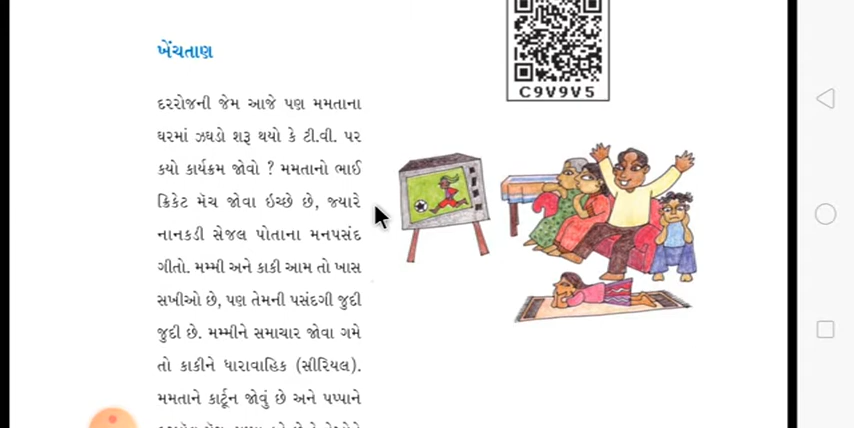 C9V9V5
ખેંચતાણ
દરરોજની જેમ આજે પણ મમતાના
ઘરમાં ઝઘડો શરૂ થયો કે ટી.વી. પર
ક્યો કાર્યક્રમ જોવો ? મમતાનો ભાઈ
ક્રિકેટ મૅચ જોવા ઇચ્છે છે, જ્યારે
નાનકડી સેજલ પોતાના મનપસંદ
ગીતો. મમ્મી અને કાકી આમ તો ખાસ
સખીઓ છે, પણ તેમની પસંદગી જુદી
જુદી છે. મમ્મીને સમાચાર જોવા ગમે
તો કાકીને ધારાવાહિક (સીરિયલ).
મમતાને કાર્ટૂન જોવું છે અને પપ્પાને